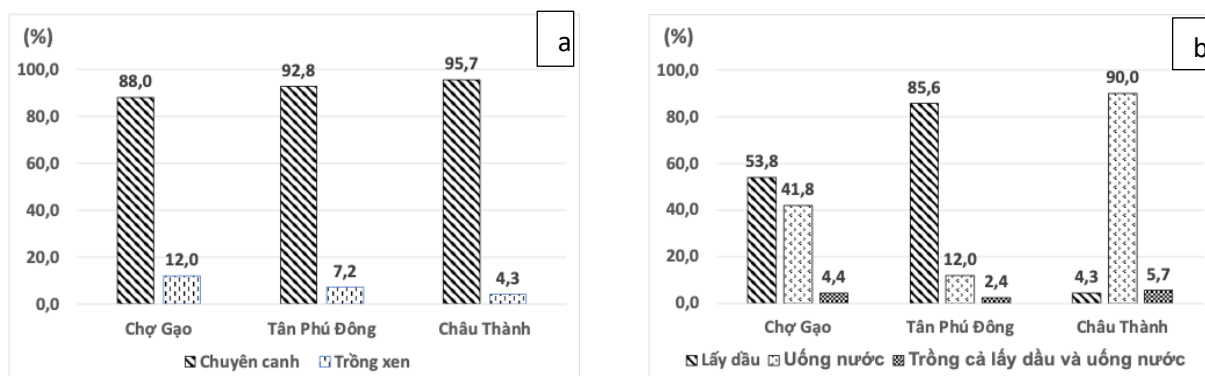 (%)
a
100,0
80,0
60,0
40,0
20,0
0,0
88,0
12,0
92,8
7,2
95,7
4,3
Chợ Gạo
Tân Phú Đông
Châu Thành
Chuyên canh
Trồng xen
(%)
b
100,0
80,0
60,0
40,0
20,0
0,0
53,8
41,8
4,4
85,6
12,0
2,4
4,3
90,0
5,7
Chợ Gạo
Tân Phú Đông
Châu Thành
Lấy dầu
Uống nước
Trồng cả lấy dầu và uống nước